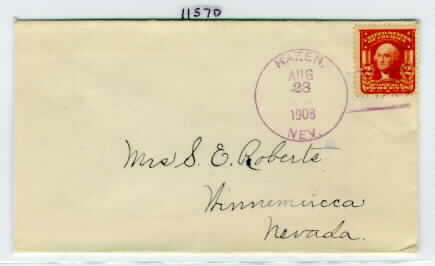 11570
HAZEN,
AUG
23
1908
NEV.
Mrs S. E. Roberts
Winnemucca
Nevada.